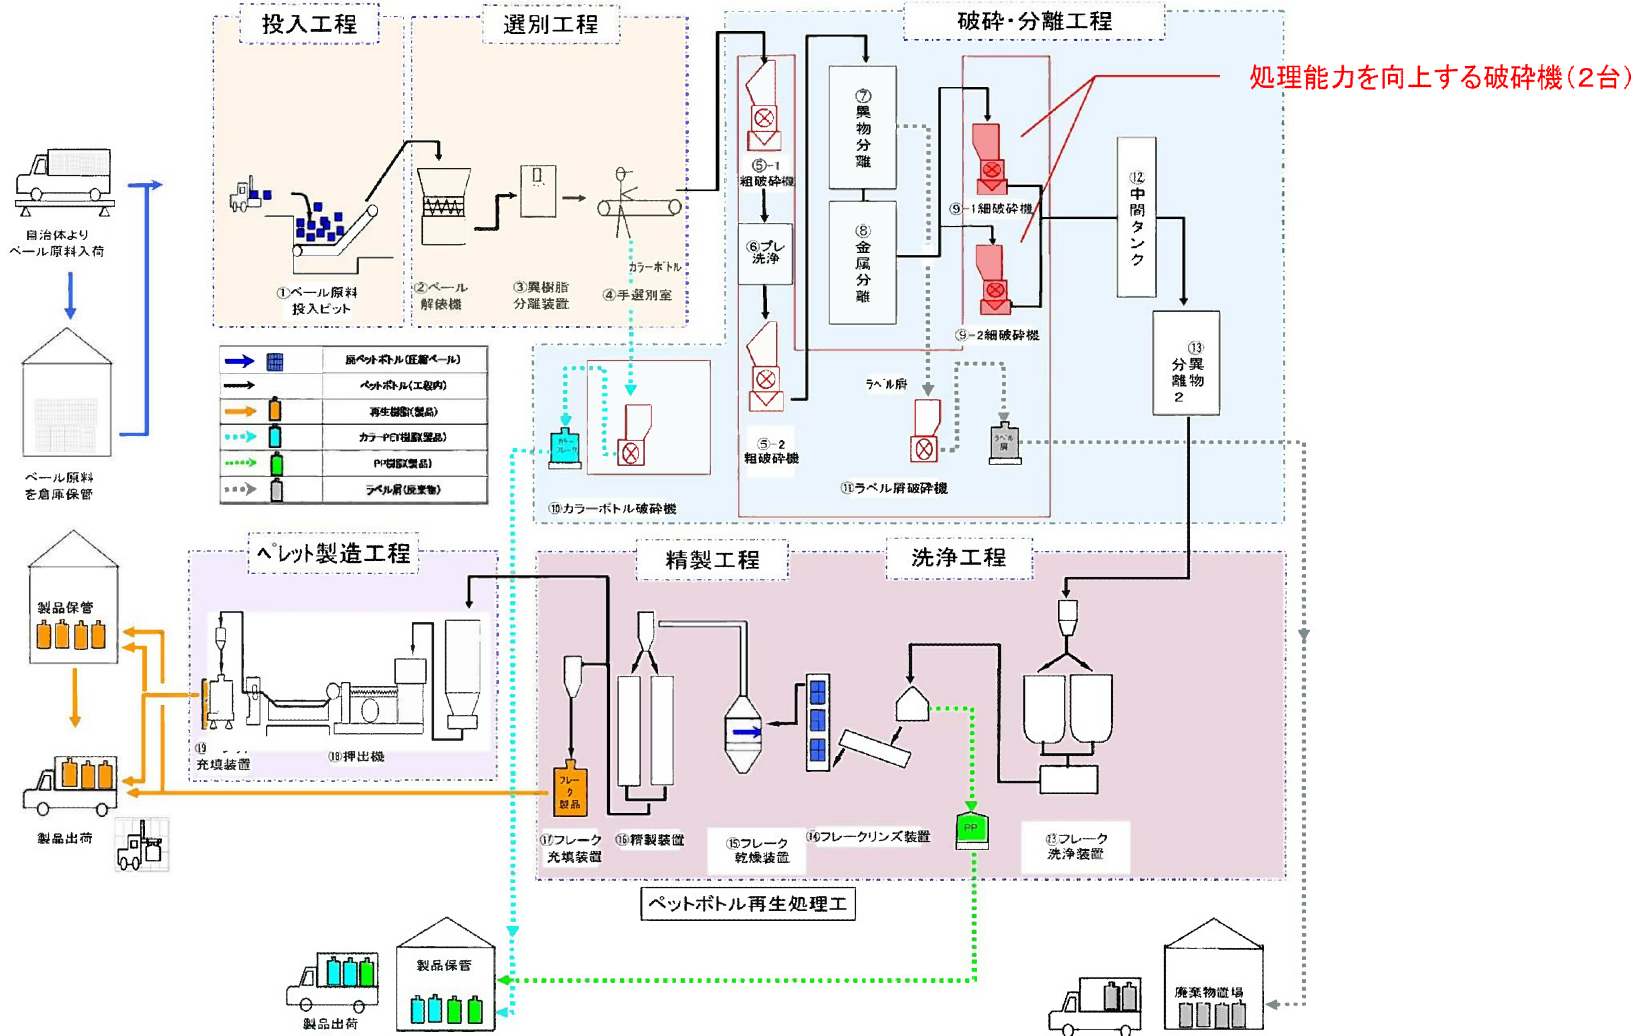 投入工程
選別工程
破砕・分離工程
処理能力を向上する破砕機(2台)
自治体より
ベール原料入荷
①ベール原料
投入ピット
②ベール
解俵機
③異樹脂
分離装置
④手選別室
カラーボトル
⑤-1
粗破砕機
⑥プレ
洗浄
⑤-2
粗破砕機
⑦異物分離
⑧金属分離
⑨-1細破砕機
⑨-2細破砕機
⑫中間タンク
⑬異物
分離2
ラベル屑
カラー
フレーク
ラベル
屑
⑩カラーボトル破砕機
⑪ラベル屑破砕機
廃ペットボトル(圧縮ベール)
ペットボトル(工程内)
再生樹脂(製品)
カラーPET樹脂(製品)
PP樹脂(製品)
ラベル屑(廃棄物)
ベール原料
を倉庫保管
ペレット製造工程
精製工程
洗浄工程
製品保管
製品出荷
⑲
充填装置
⑱押出機
フレー
ク
製品
⑰フレーク
充填装置
⑯精製装置
⑮フレーク
乾燥装置
⑭フレークリンズ装置
PP
⑬フレーク
洗浄装置
ペットボトル再生処理工
製品出荷
製品保管
廃棄物置場